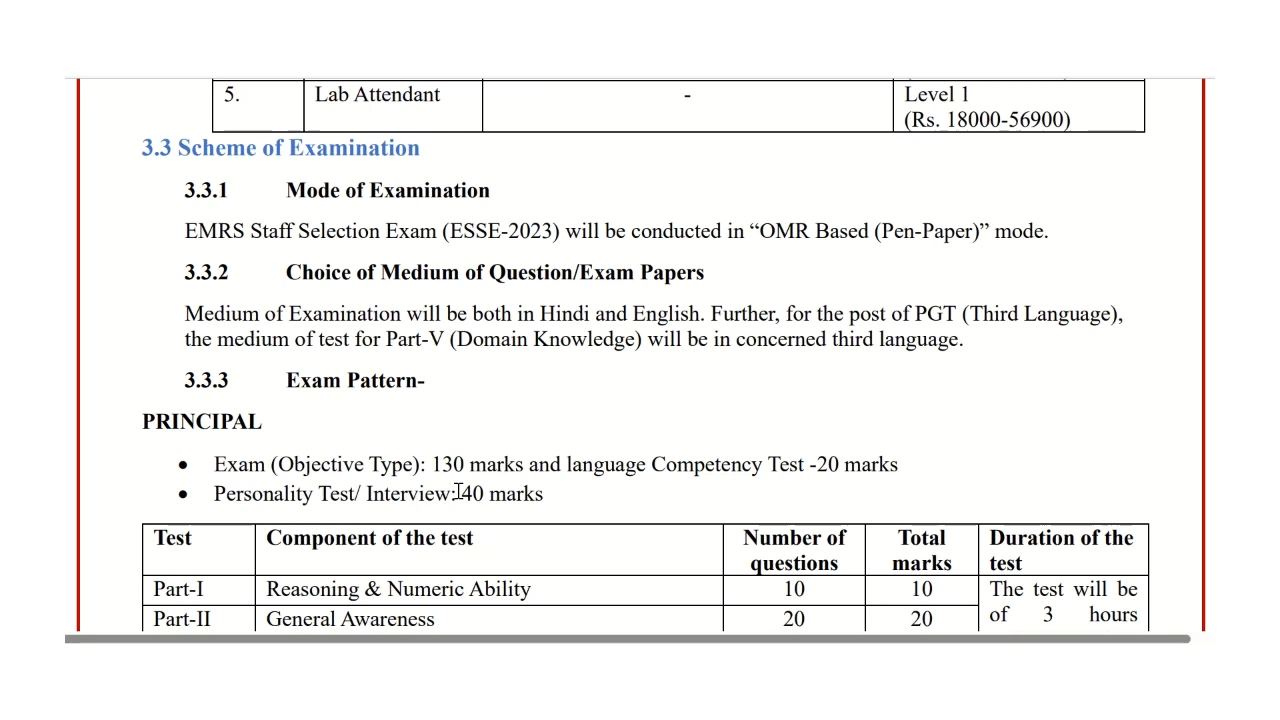 5. Lab Attendant - Level 1
(Rs. 18000-56900)
3.3 Scheme of Examination
3.3.1 Mode of Examination
EMRS Staff Selection Exam (ESSE-2023) will be conducted in “OMR Based (Pen-Paper)” mode.
3.3.2 Choice of Medium of Question/Exam Papers
Medium of Examination will be both in Hindi and English. Further, for the post of PGT (Third Language),
the medium of test for Part-V (Domain Knowledge) will be in concerned third language.
3.3.3 Exam Pattern-
PRINCIPAL
• Exam (Objective Type): 130 marks and language Competency Test -20 marks
• Personality Test/ Interview: 40 marks
Test Component of the test Number of questions Total marks Duration of the test
Part-I Reasoning & Numeric Ability 10 10 The test will be
Part-II General Awareness 20 20 of 3 hours